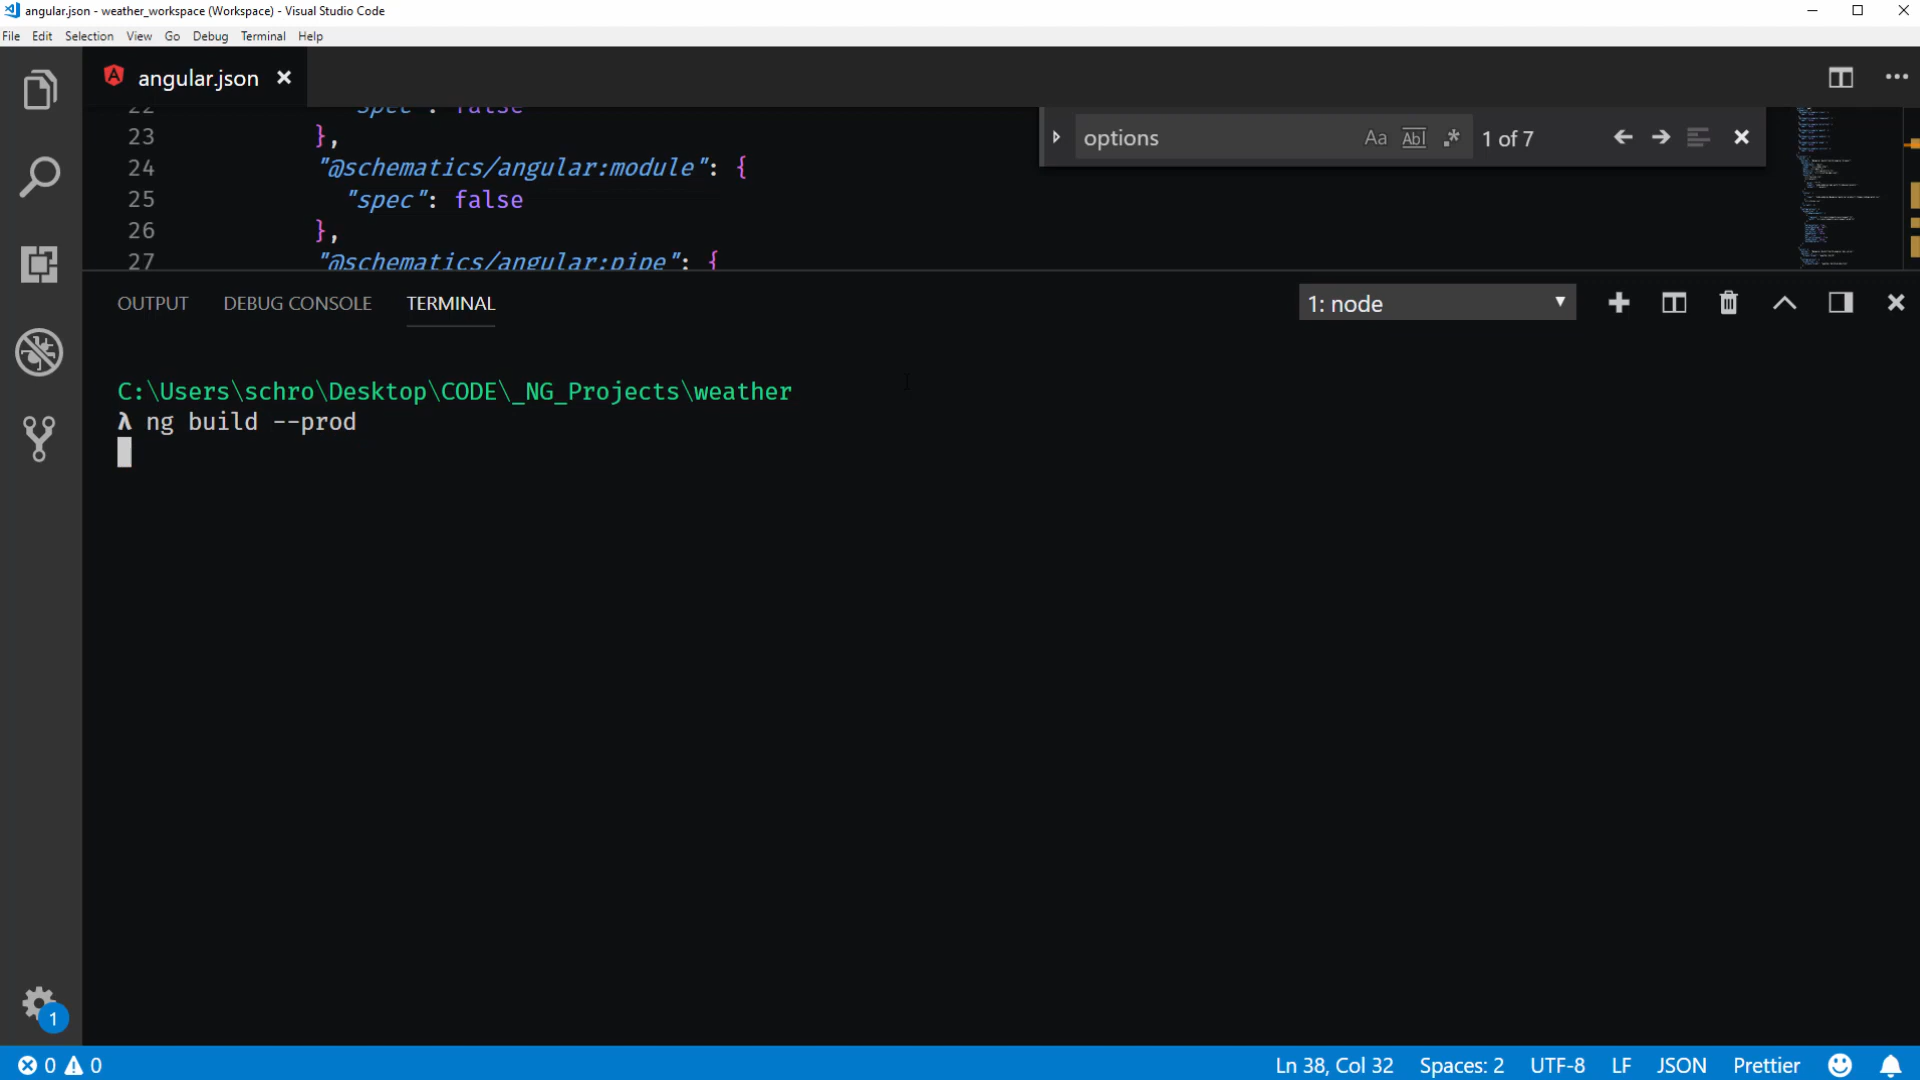 angular.json - weather_workspace (Workspace) - Visual Studio Code
File Edit Selection View Go Debug Terminal Help
angular.json
22 "spec": false
23 },
24 "@schematics/angular:module": {
25 "spec": false
26 },
27 "@schematics/angular:pipe": {
options Aa Abl .* 1 of 7
OUTPUT DEBUG CONSOLE TERMINAL 1: node
C:\Users\schro\Desktop\CODE\_NG_Projects\weather
λ ng build --prod
1
0 0 Ln 38, Col 32 Spaces: 2 UTF-8 LF JSON Prettier